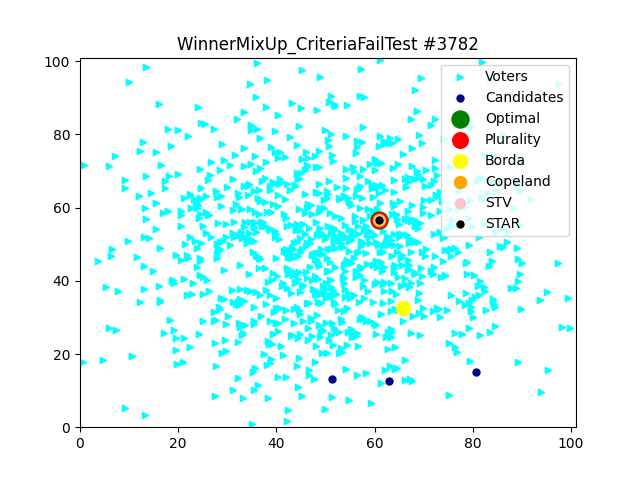 WinnerMixUp_CriteriaFailTest #3782
100
80
60
40
20
0
0
20
40
60
80
100
Voters
Candidates
Optimal
Plurality
Borda
Copeland
STV
STAR